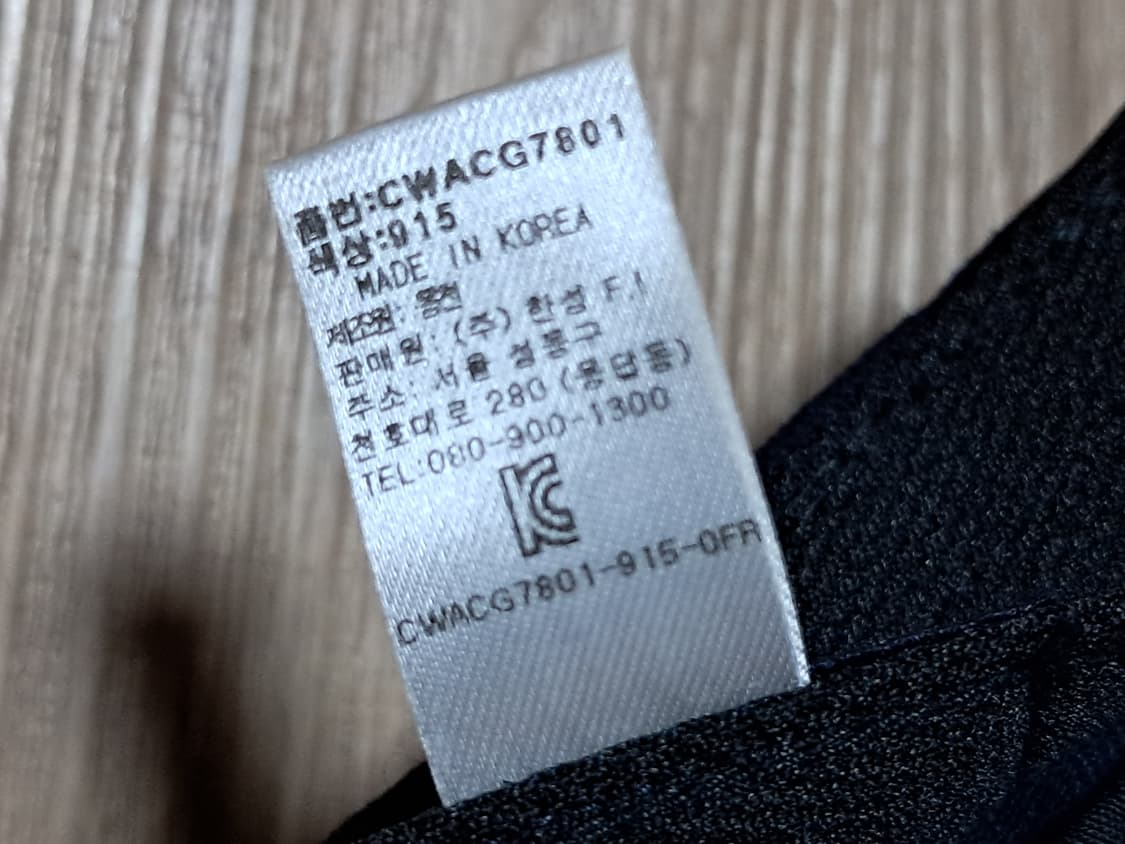 품번:CWACG7801
색상:915
MADE IN KOREA
제조원:
판매원: (주) 한성 F.I
주소: 서울 성동구
천호대로 280 (용답동)
TEL:080-900-1300
KC
CWACG7801-915-0FR